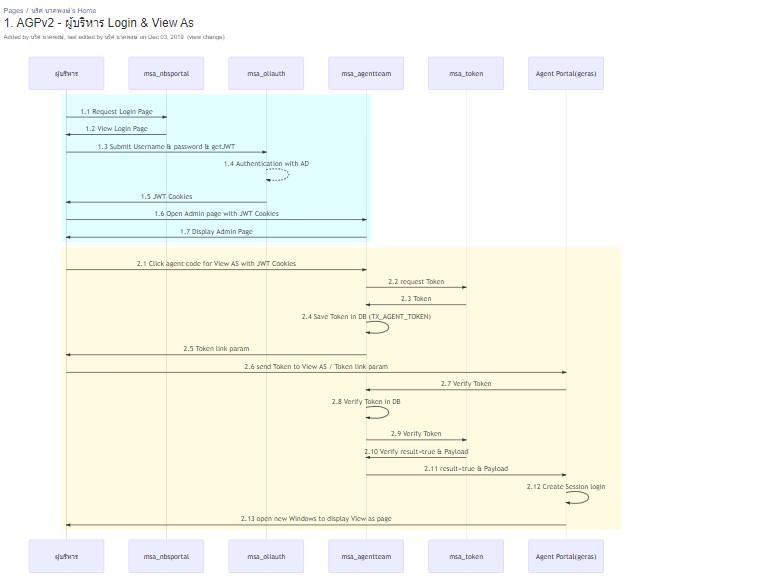 Pages / นริศ นาคพงษ์'s Home
1. AGPv2 - ผู้บริหาร Login & View As
Added by นริศ นาคพงษ์, last edited by นริศ นาคพงษ์ on Dec 03, 2019 (view change)
ผู้บริหาร
msa_nbsportal
msa_oliauth
msa_agentteam
msa_token
Agent Portal(geras)
1.1 Request Login Page
1.2 View Login Page
1.3 Submit Username & password & getJWT
1.4 Authentication with AD
1.5 JWT Cookies
1.6 Open Admin page with JWT Cookies
1.7 Display Admin Page
2.1 Click agent code for View AS with JWT Cookies
2.2 request Token
2.3 Token
2.4 Save Token in DB (TX_AGENT_TOKEN)
2.5 Token link param
2.6 send Token to View AS / Token link param
2.7 Verify Token
2.8 Verify Token in DB
2.9 Verify Token
2.10 Verify result=true & Payload
2.11 result=true & Payload
2.12 Create Session login
2.13 open new Windows to display View as page
ผู้บริหาร
msa_nbsportal
msa_oliauth
msa_agentteam
msa_token
Agent Portal(geras)